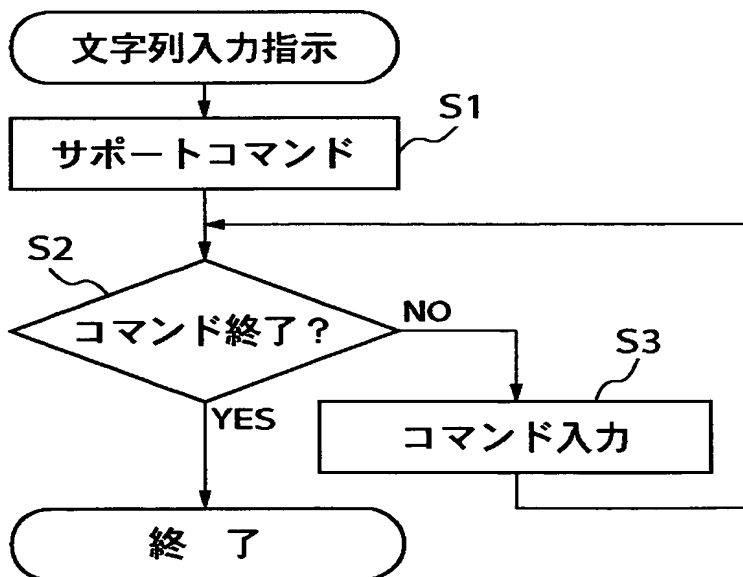 文字列入力指示
S1
サポートコマンド
S2
コマンド終了？
NO
S3
YES
コマンド入力
終 了